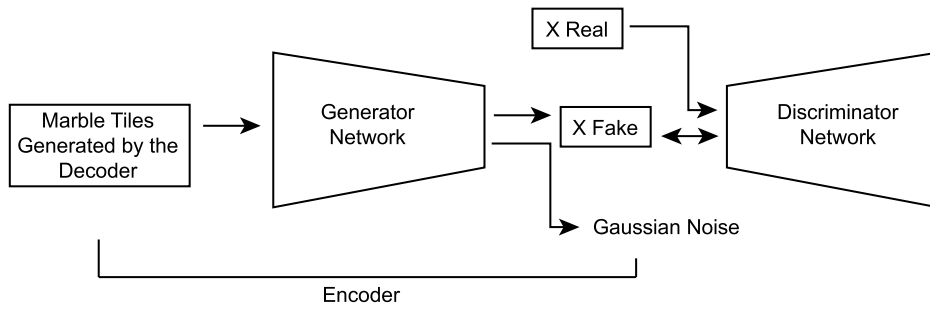 X Real
Marble Tiles
Generated by the
Decoder
Generator
Network
X Fake
Discriminator
Network
Gaussian Noise
Encoder